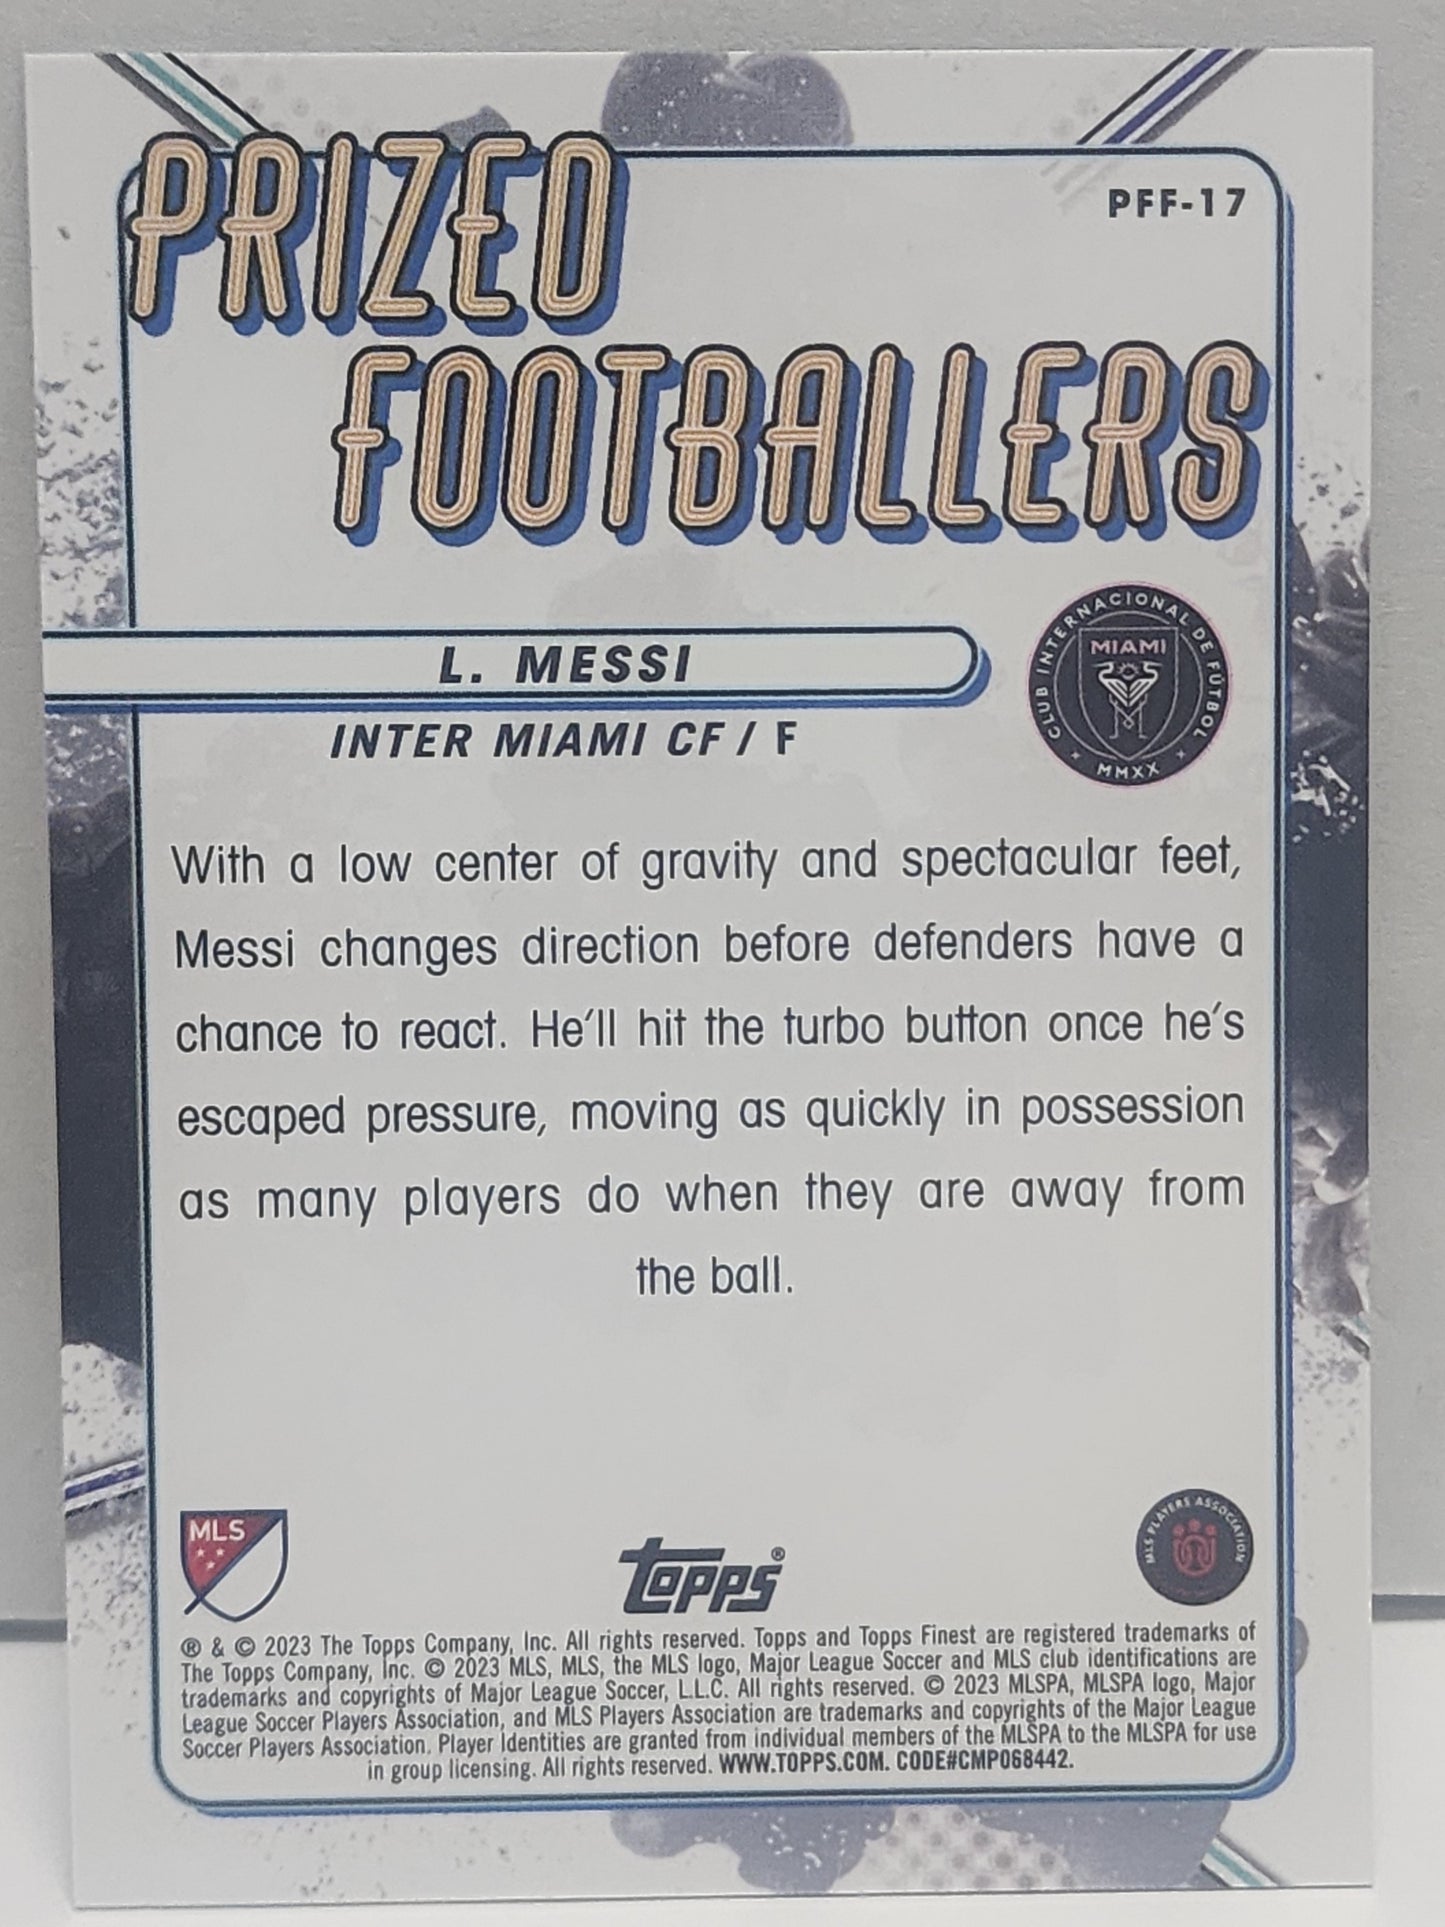 PRIZED
PFF-17
FOOTBALLERS
CLUB INTERNACIONAL DE FÚTBOL
MIAMI
MMXX
L. MESSI
INTER MIAMI CF / F
With a low center of gravity and spectacular feet,
Messi changes direction before defenders have a
chance to react. He'll hit the turbo button once he's
escaped pressure, moving as quickly in possession
as many players do when they are away from
the ball.
MLS
TOPPS®
MLS PLAYERS ASSOCIATION
® & © 2023 The Topps Company, Inc. All rights reserved. Topps and Topps Finest are registered trademarks of
The Topps Company, Inc. © 2023 MLS, MLS, the MLS logo, Major League Soccer and MLS club identifications are
trademarks and copyrights of Major League Soccer, L.L.C. All rights reserved. © 2023 MLSPA, MLSPA logo, Major
League Soccer Players Association, and MLS Players Association are trademarks and copyrights of the Major League
Soccer Players Association. Player Identities are granted from individual members of the MLSPA to the MLSPA for use
in group licensing. All rights reserved. WWW.TOPPS.COM. CODE#CMP068442.